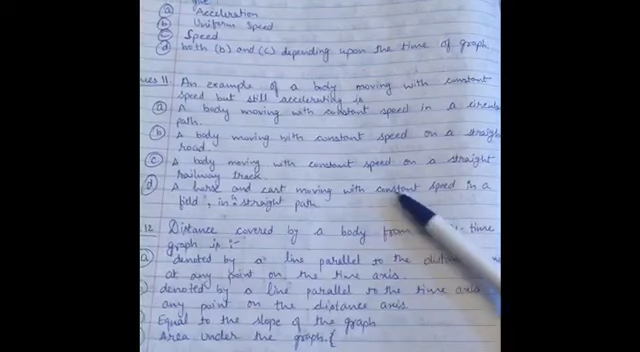 (a) Acceleration
(b) Uniform Speed
(c) Speed
(d) both (b) and (c) depending upon the time of graph
ues 11 An example of a body moving with constant
speed but still accelerating is
(a) A body moving with constant speed in a circular
path.
(b) A body moving with constant speed on a straight
road.
(c) A body moving with constant speed on a straight
railway track.
(d) A horse and cart moving with constant speed in a
field, in a straight path
12 Distance covered by a body from time
graph is :-
(a) denoted by a line parallel to the
at any point on the time axis.
denoted by a line parallel to the time axis
any point on the distance axis.
Equal to the slope of the graph
Area under the graph.